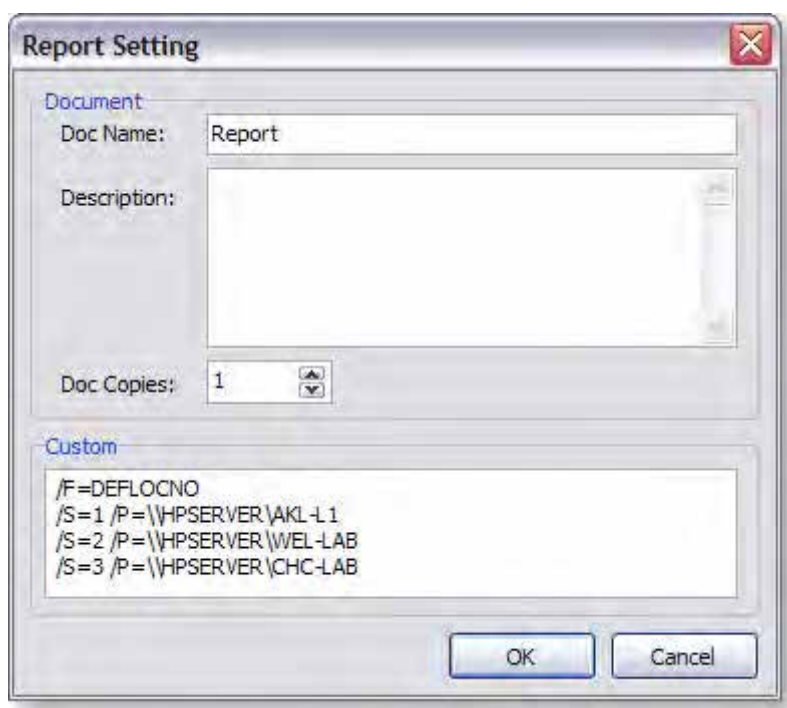 Report Setting
Document
Doc Name: Report
Description:
Doc Copies: 1
Custom
/F=DEFLOCNO
/S=1 /P=\\HPSERVER\AKL-L1
/S=2 /P=\\HPSERVER\WEL-LAB
/S=3 /P=\\HPSERVER\CHC-LAB
OK Cancel